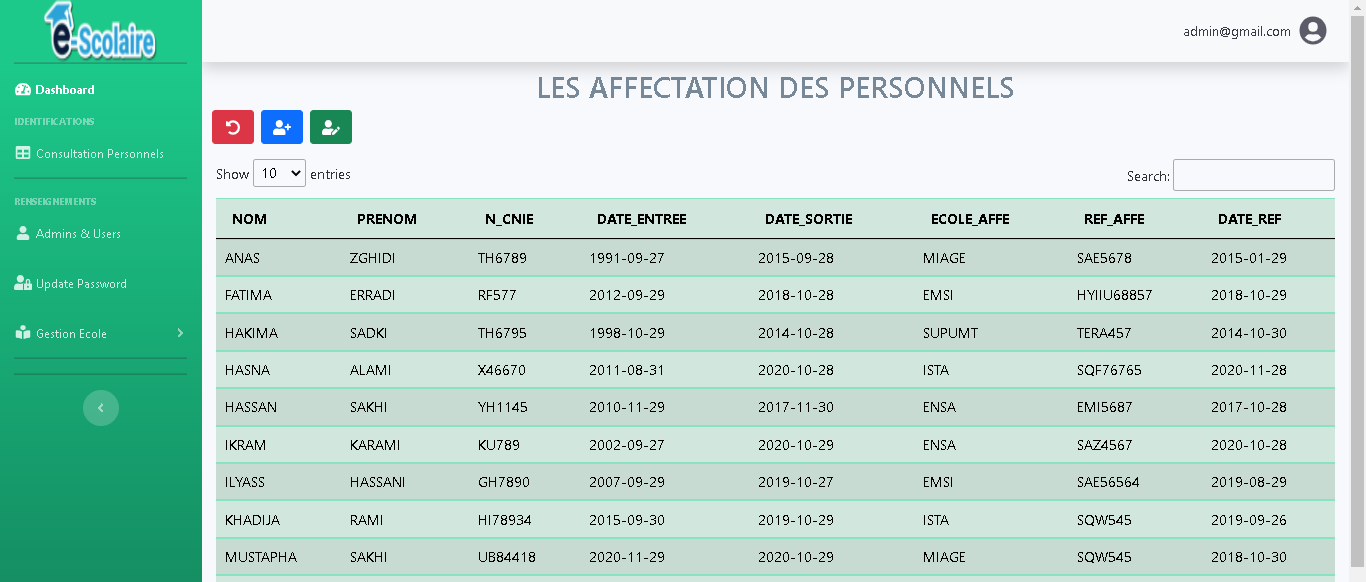 e-Scolaire
admin@gmail.com
Dashboard
IDENTIFICATIONS
Consultation Personnels
RENSEIGNEMENTS
Admins & Users
Update Password
Gestion Ecole
LES AFFECTATION DES PERSONNELS
Show 10 entries Search:
NOM PRENOM N_CNIE DATE_ENTREE DATE_SORTIE ECOLE_AFFE REF_AFFE DATE_REF
ANAS ZGHIDI TH6789 1991-09-27 2015-09-28 MIAGE SAE5678 2015-01-29
FATIMA ERRADI RF577 2012-09-29 2018-10-28 EMSI HYIIU68857 2018-10-29
HAKIMA SADKI TH6795 1998-10-29 2014-10-28 SUPUMT TERA457 2014-10-30
HASNA ALAMI X46670 2011-08-31 2020-10-28 ISTA SQF76765 2020-11-28
HASSAN SAKHI YH1145 2010-11-29 2017-11-30 ENSA EMI5687 2017-10-28
IKRAM KARAMI KU789 2002-09-27 2020-10-29 ENSA SAZ4567 2020-10-28
ILYASS HASSANI GH7890 2007-09-29 2019-10-27 EMSI SAE56564 2019-08-29
KHADIJA RAMI HI78934 2015-09-30 2019-10-29 ISTA SQW545 2019-09-26
MUSTAPHA SAKHI UB84418 2020-11-29 2020-10-29 MIAGE SQW545 2018-10-30